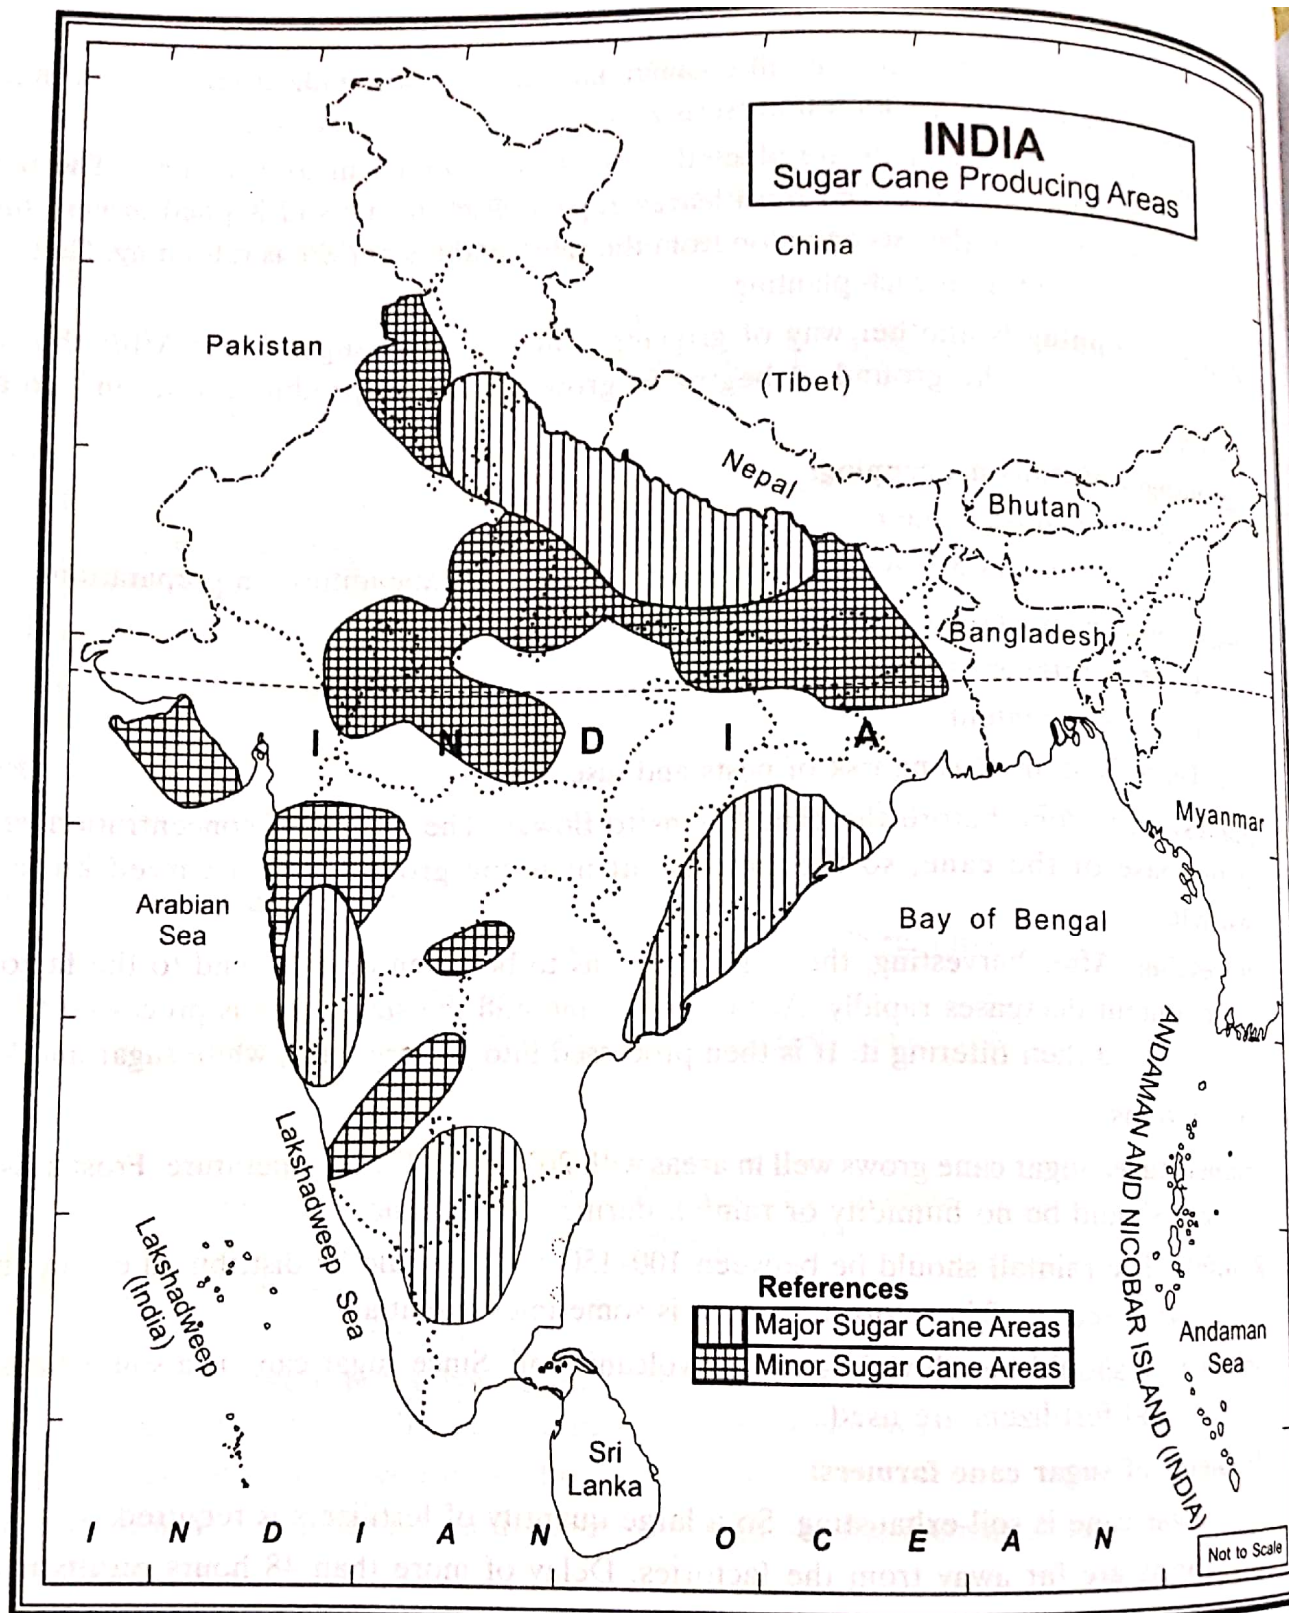 INDIA
Sugar Cane Producing Areas
China
Pakistan
(Tibet)
Nepal
Bhutan
Bangladesh
I N D I A
Myanmar
Arabian
Sea
Bay of Bengal
ANDAMAN AND NICOBAR ISLAND (INDIA)
Lakshadweep Sea
Lakshadweep
(India)
References
Major Sugar Cane Areas
Minor Sugar Cane Areas
Andaman
Sea
Sri
Lanka
I N D I A N O C E A N
Not to Scale